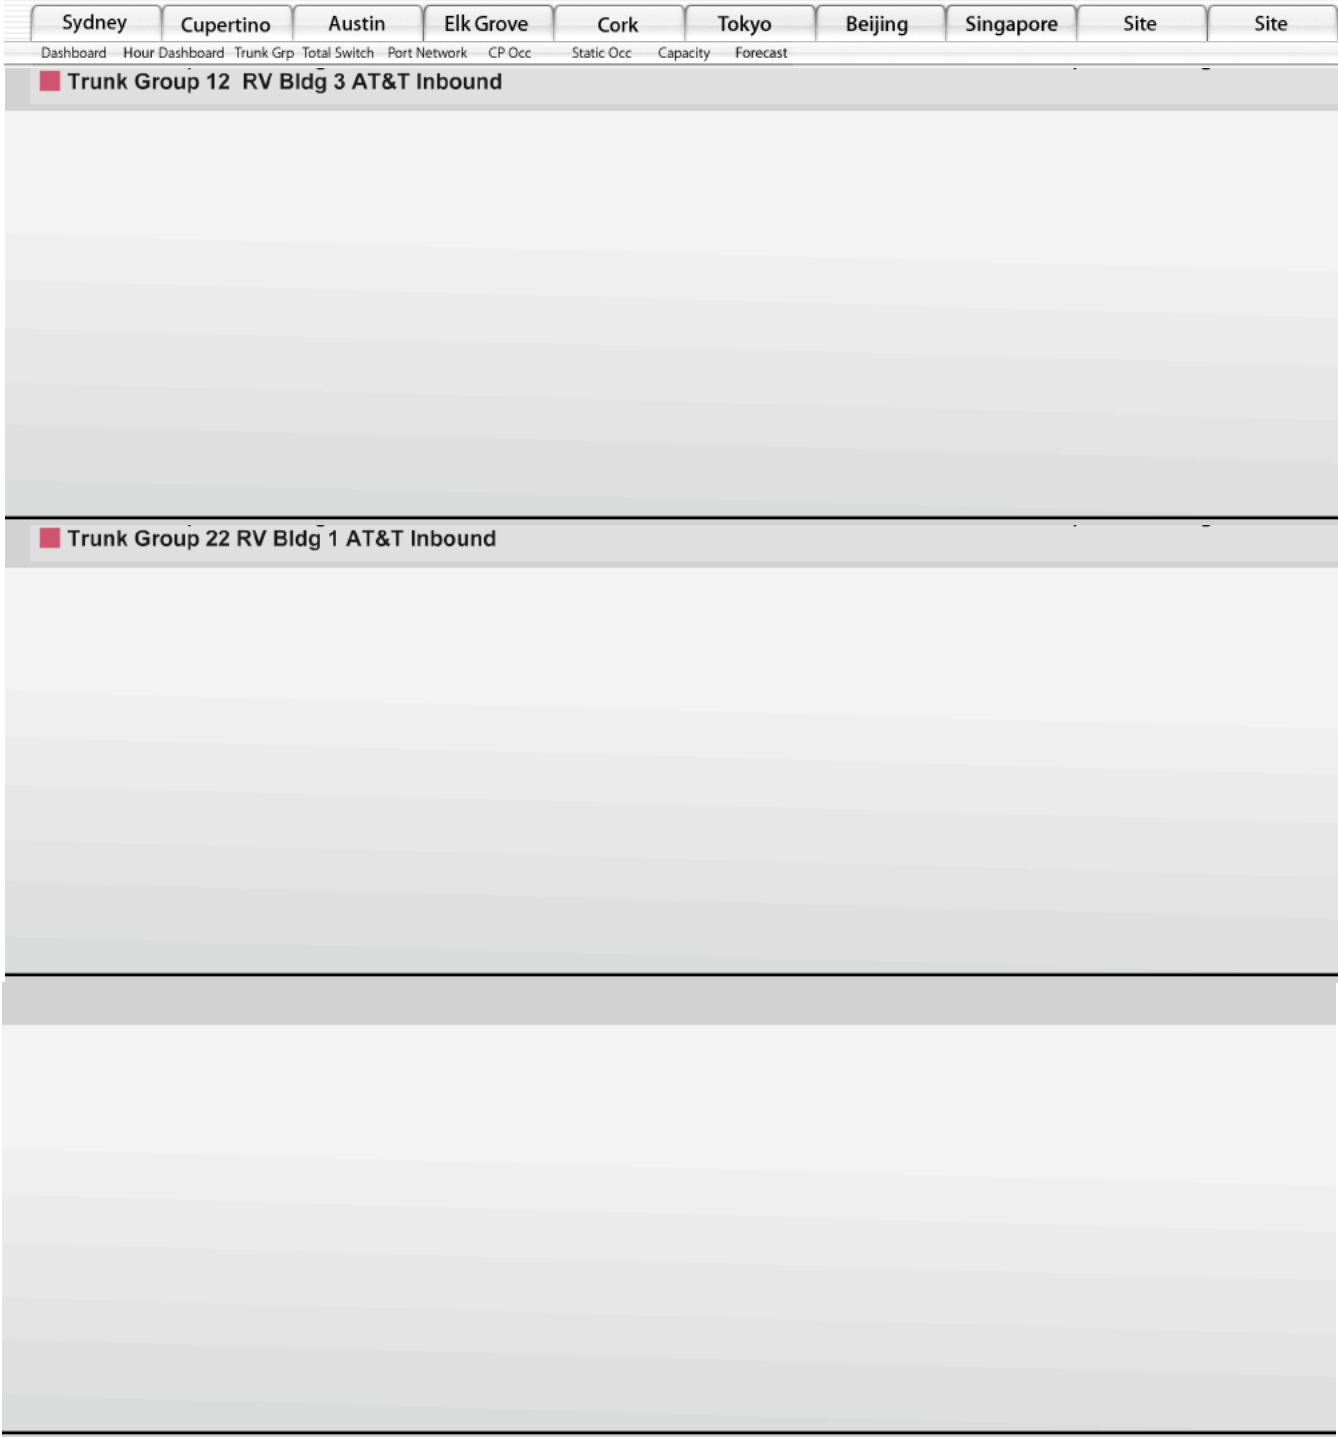 Sydney Cupertino Austin Elk Grove Cork Tokyo Beijing Singapore Site Site
Dashboard Hour Dashboard Trunk Grp Total Switch Port Network CP Occ Static Occ Capacity Forecast
Trunk Group 12 RV Bldg 3 AT&T Inbound
Trunk Group 22 RV Bldg 1 AT&T Inbound